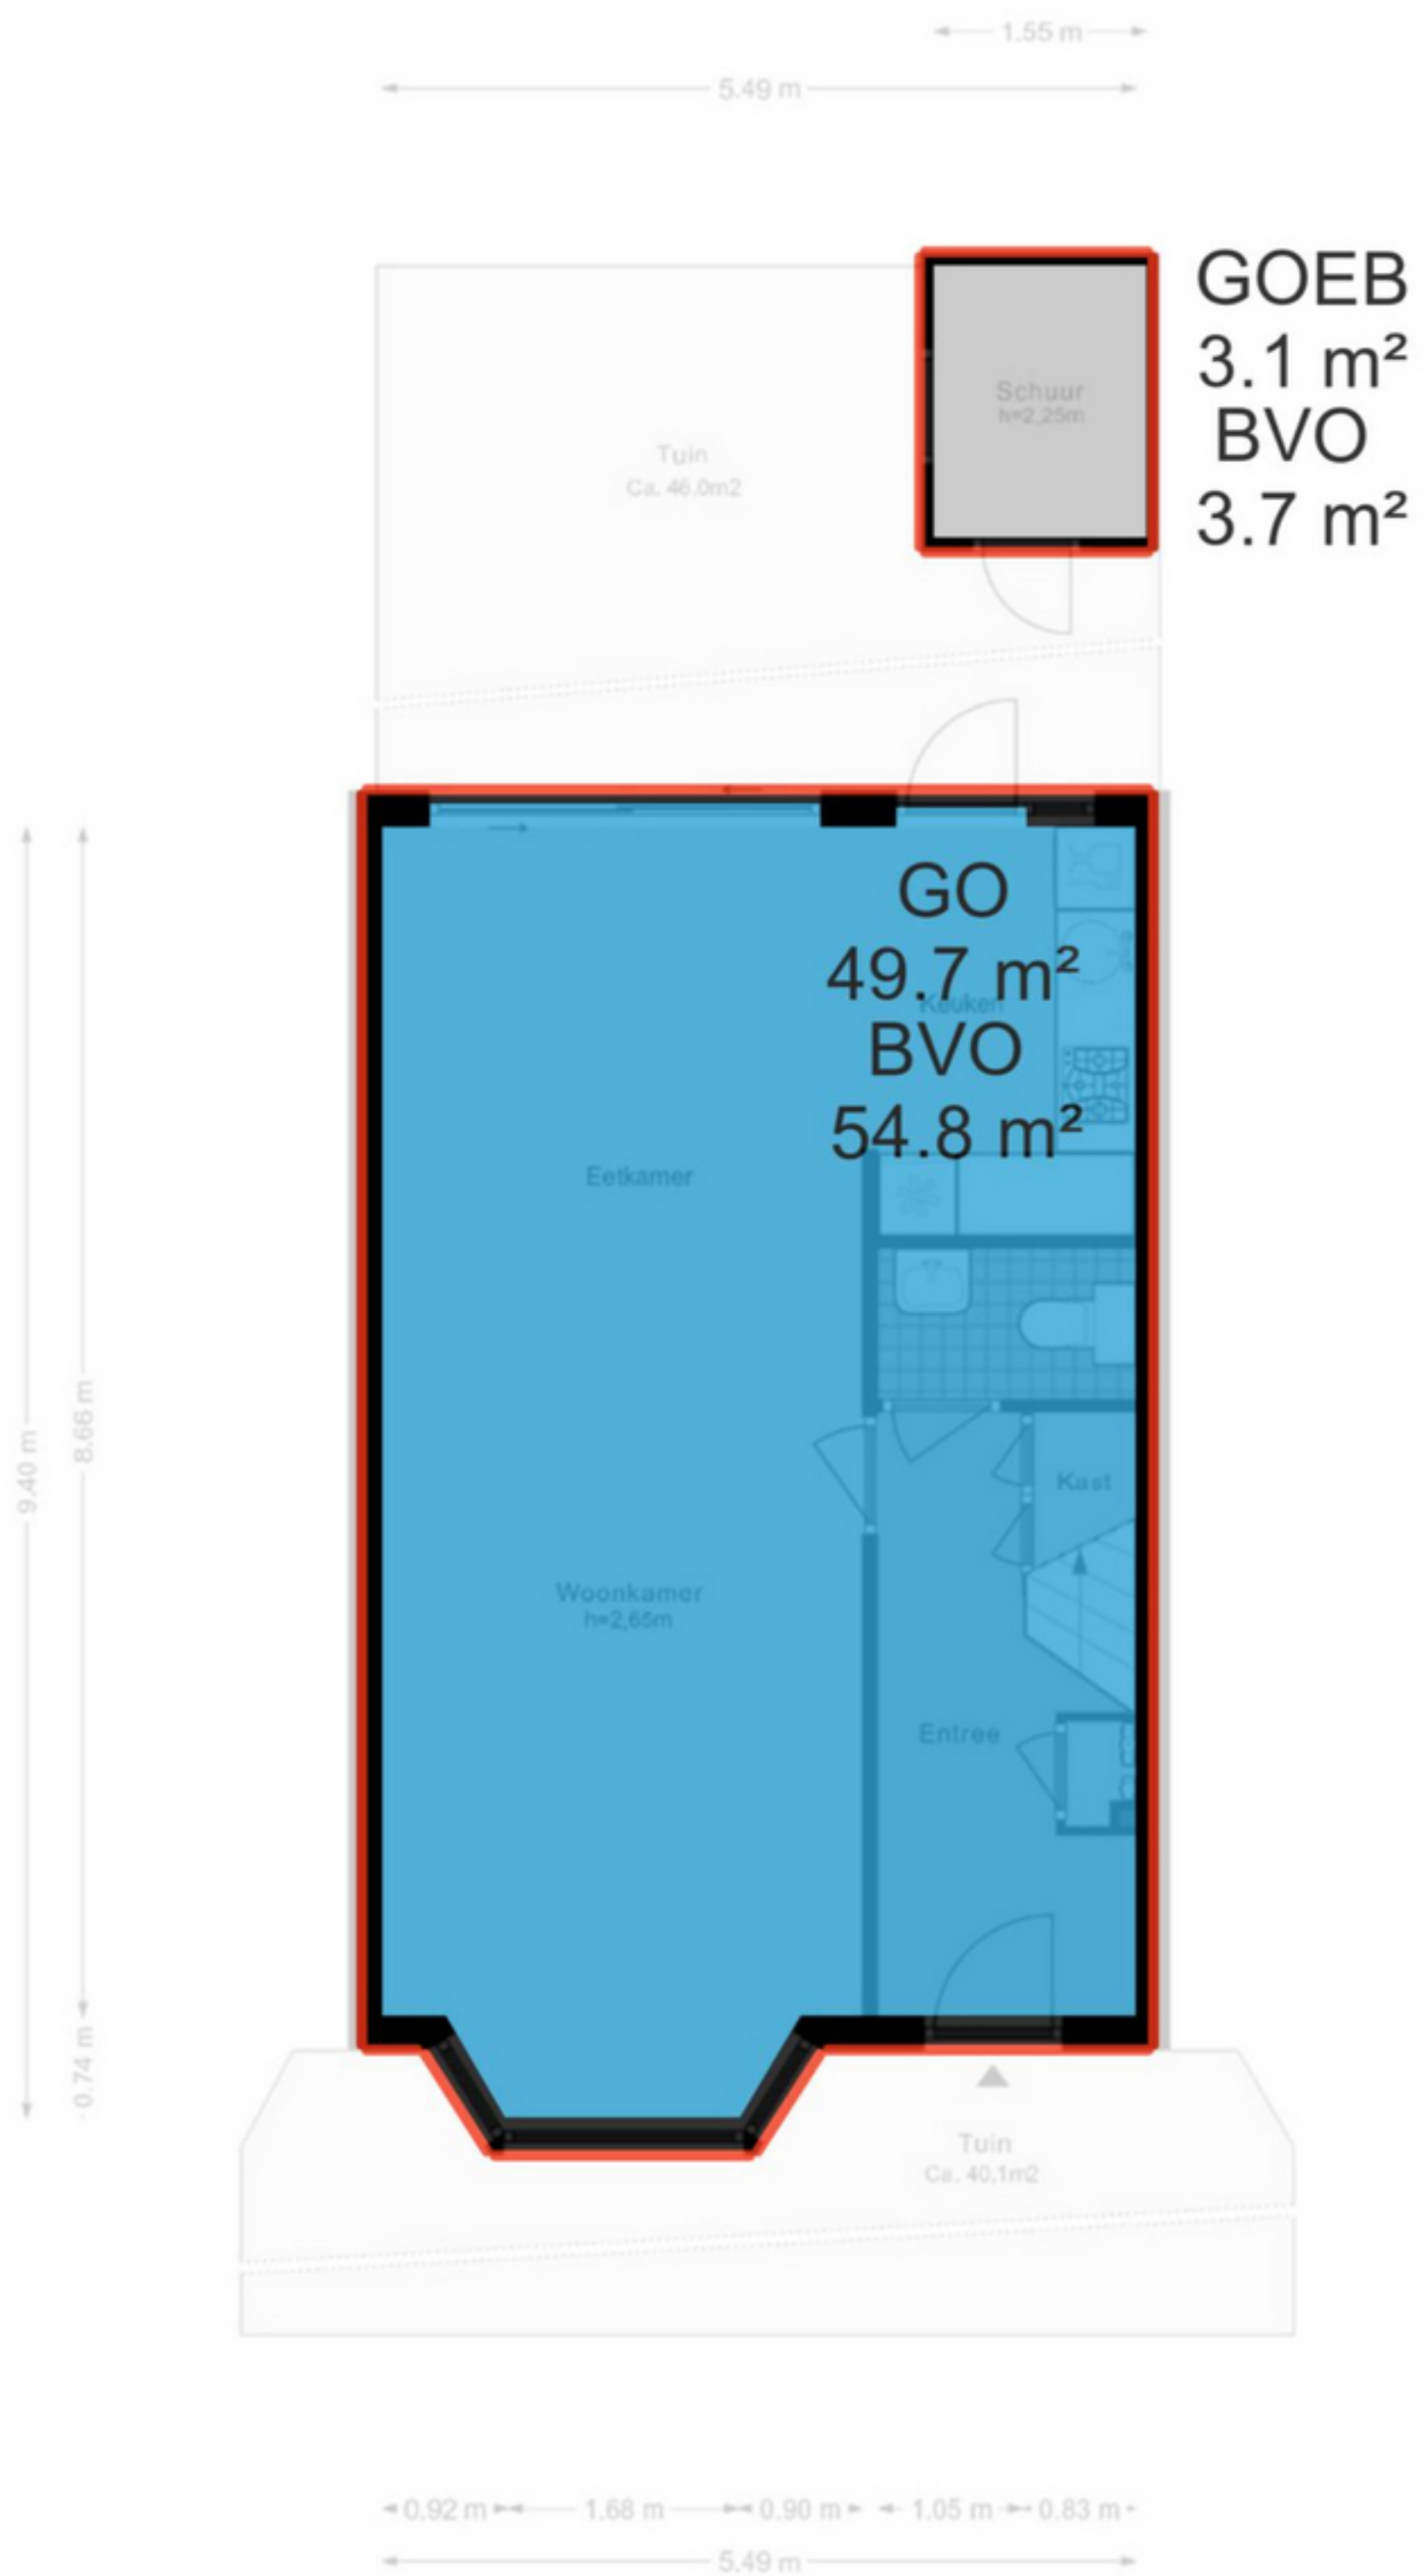 1.55 m
5.49 m
GOEB
3.1 m²
BVO
3.7 m²
Schuur
h=2,25m
Tuin
Ca. 46.0m2
GO
49.7 m²
Keuken
BVO
54.8 m²
Eetkamer
9.40 m
8.66 m
Kast
Woonkamer
h=2,65m
Entree
0.74 m
Tuin
Ca. 40.1m2
0.92 m
1.68 m
0.90 m
1.05 m
0.83 m
5.49 m